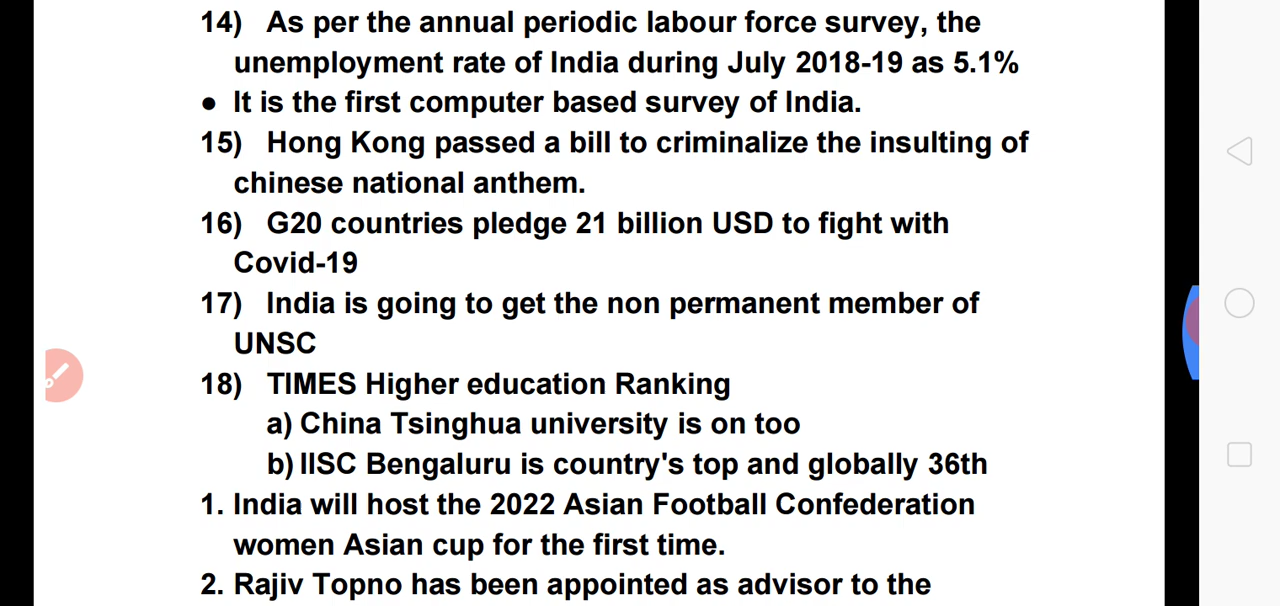 14) As per the annual periodic labour force survey, the
unemployment rate of India during July 2018-19 as 5.1%
● It is the first computer based survey of India.
15) Hong Kong passed a bill to criminalize the insulting of
chinese national anthem.
16) G20 countries pledge 21 billion USD to fight with
Covid-19
17) India is going to get the non permanent member of
UNSC
18) TIMES Higher education Ranking
a) China Tsinghua university is on too
b) IISC Bengaluru is country's top and globally 36th
1. India will host the 2022 Asian Football Confederation
women Asian cup for the first time.
2. Rajiv Topno has been appointed as advisor to the